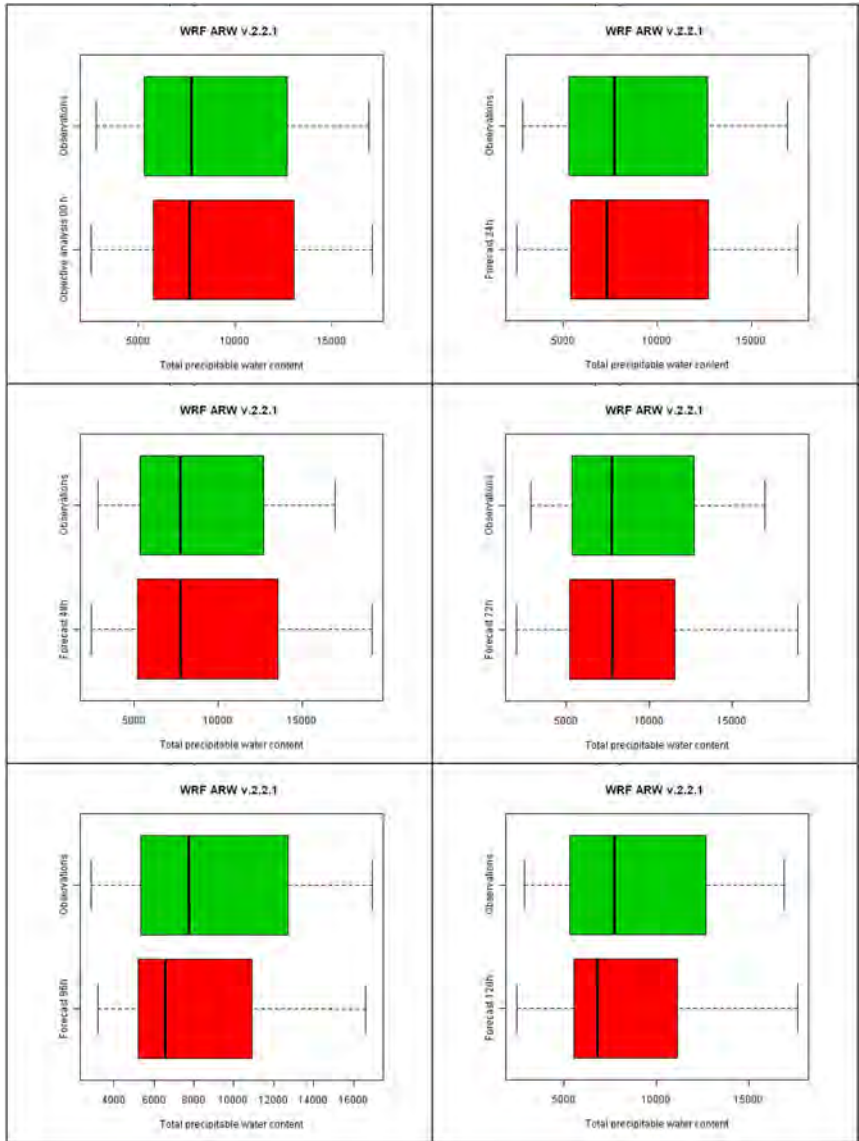 WRF ARW v.2.2.1
Observations
Objective analysis 00 h
5000 10000 15000
Total precipitable water content
WRF ARW v.2.2.1
Observations
Forecast 24h
5000 10000 15000
Total precipitable water content
WRF ARW v.2.2.1
Observations
Forecast 48h
5000 10000 15000
Total precipitable water content
WRF ARW v.2.2.1
Observations
Forecast 72h
5000 10000 15000
Total precipitable water content
WRF ARW v.2.2.1
Observations
Forecast 96h
4000 6000 8000 10000 12000 14000 16000
Total precipitable water content
WRF ARW v.2.2.1
Observations
Forecast 120h
5000 10000 15000
Total precipitable water content